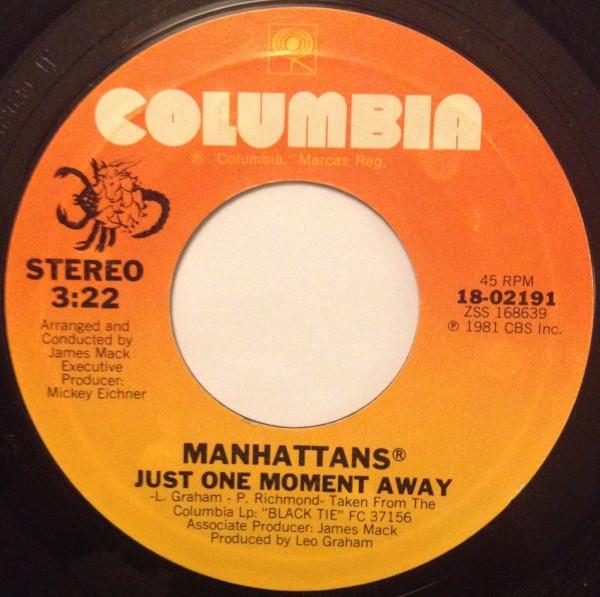 COLUMBIA
® "Columbia," Marcas Reg.
STEREO
3:22
Arranged and
Conducted by
James Mack
Executive
Producer:
Mickey Eichner
45 RPM
18-02191
ZSS 168639
℗ 1981 CBS Inc.
MANHATTANS®
JUST ONE MOMENT AWAY
-L. Graham - P. Richmond- Taken From The
Columbia Lp: "BLACK TIE" FC 37156
Associate Producer: James Mack
Produced by Leo Graham